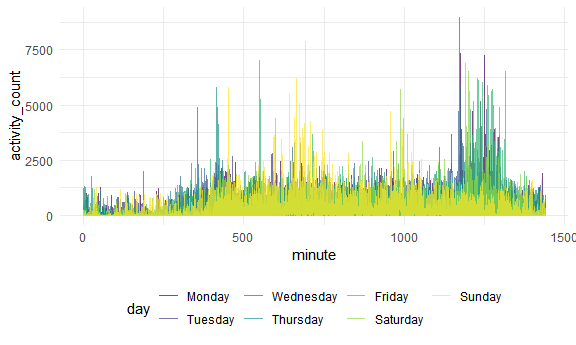 activity_count
7500
5000
2500
0
0 500 1000 1500
minute
day
Monday Wednesday Friday Sunday
Tuesday Thursday Saturday